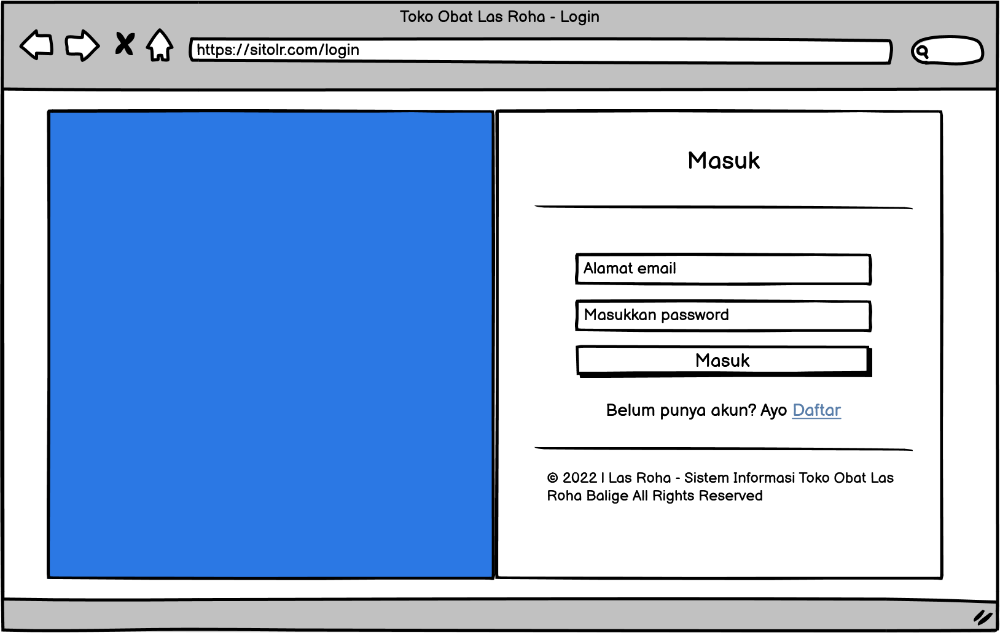 Toko Obat Las Roha - Login
https://sitolr.com/login
Masuk
Alamat email
Masukkan password
Masuk
Belum punya akun? Ayo Daftar
© 2022 | Las Roha - Sistem Informasi Toko Obat Las
Roha Balige All Rights Reserved